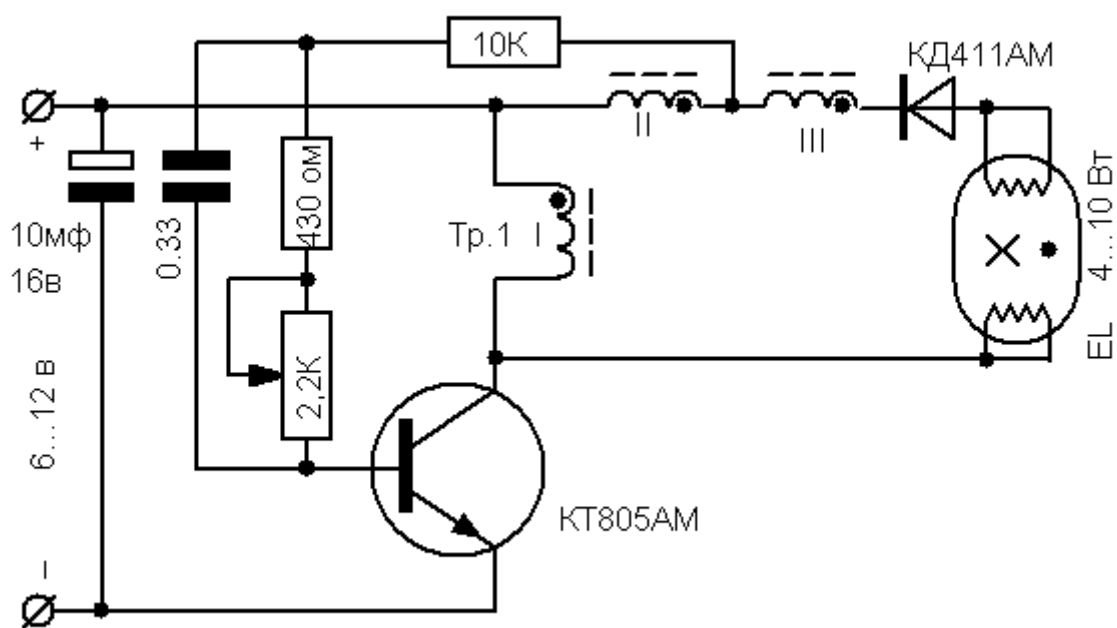 10К
КД411АМ
+
II
III
430 ом
10мф
16в
0.33
Тр.1 I
EL 4...10 Вт
6...12 в
2,2К
КТ805АМ
−